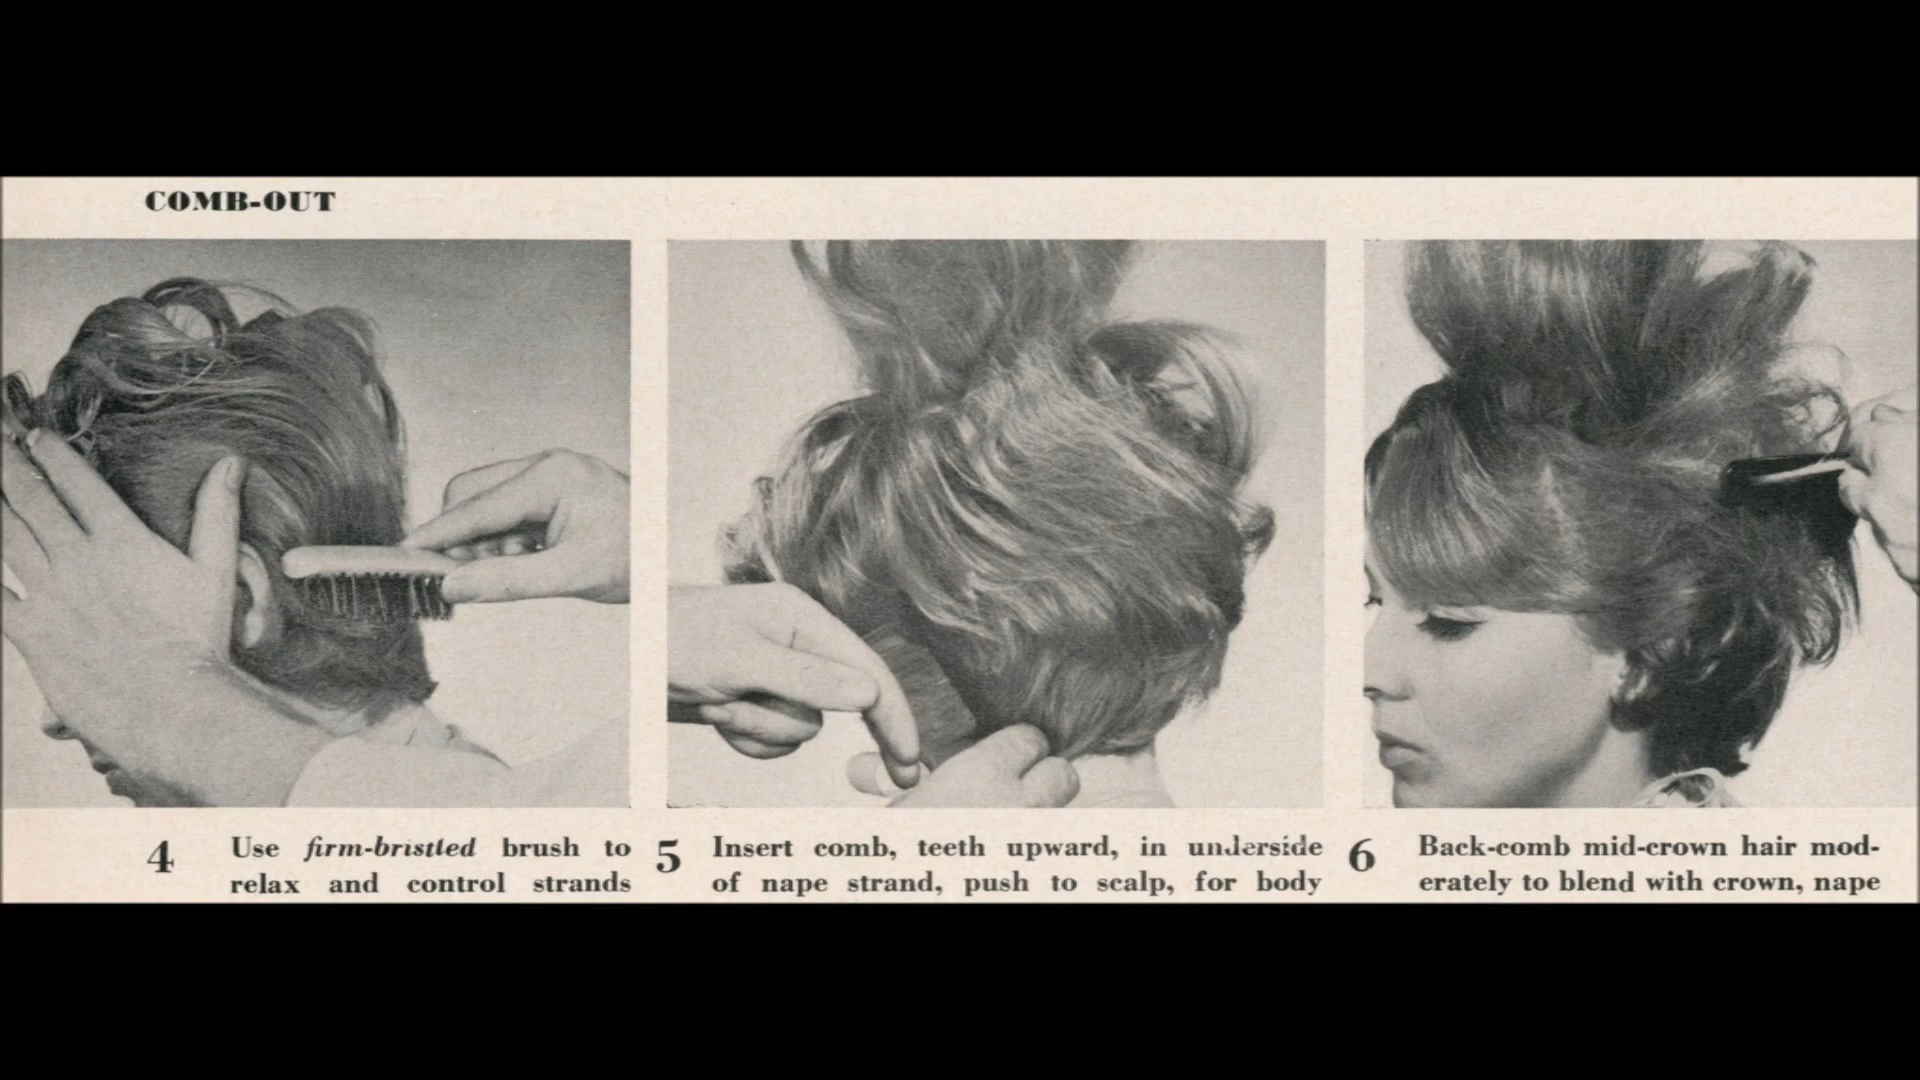 COMB-OUT
4 Use firm-bristled brush to
relax and control strands
5 Insert comb, teeth upward, in underside
of nape strand, push to scalp, for body
6 Back-comb mid-crown hair mod-
erately to blend with crown, nape